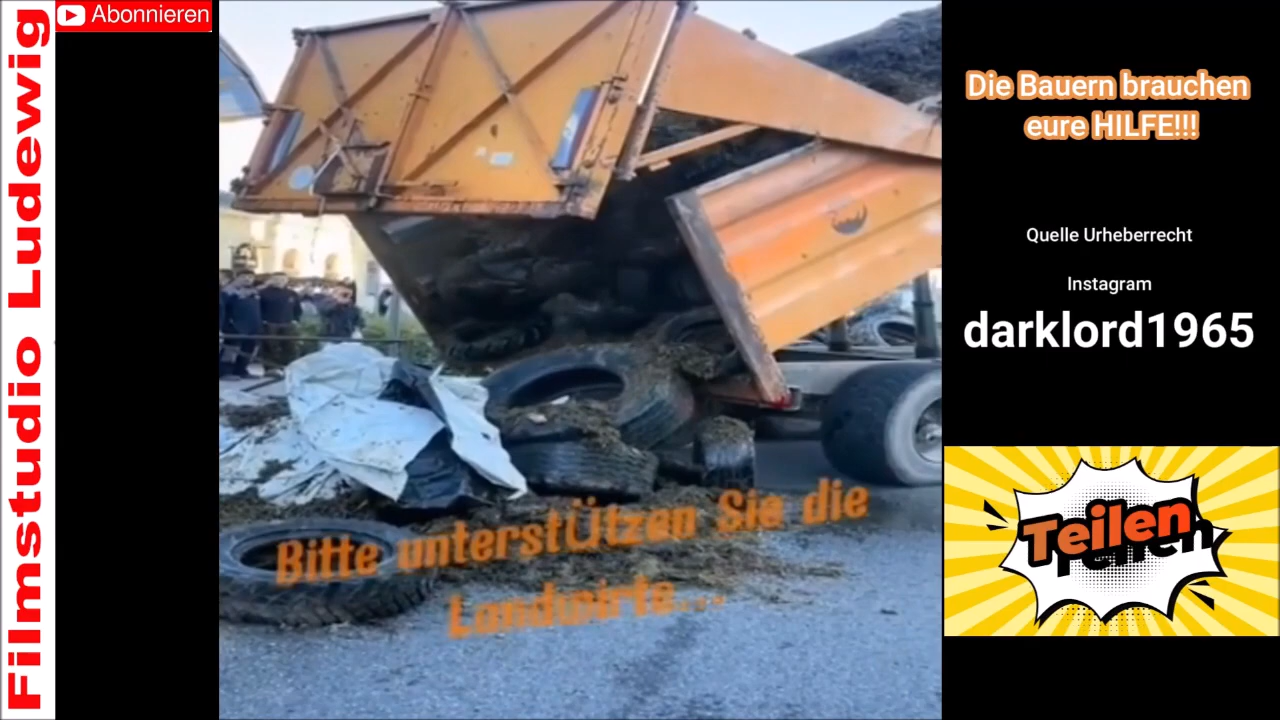 Filmstudio Ludewig
Abonnieren
Die Bauern brauchen
eure HILFE!!!
Quelle Urheberrecht
Instagram
darklord1965
Teilen
Bitte unterstÜtzen Sie die
Landwirte...